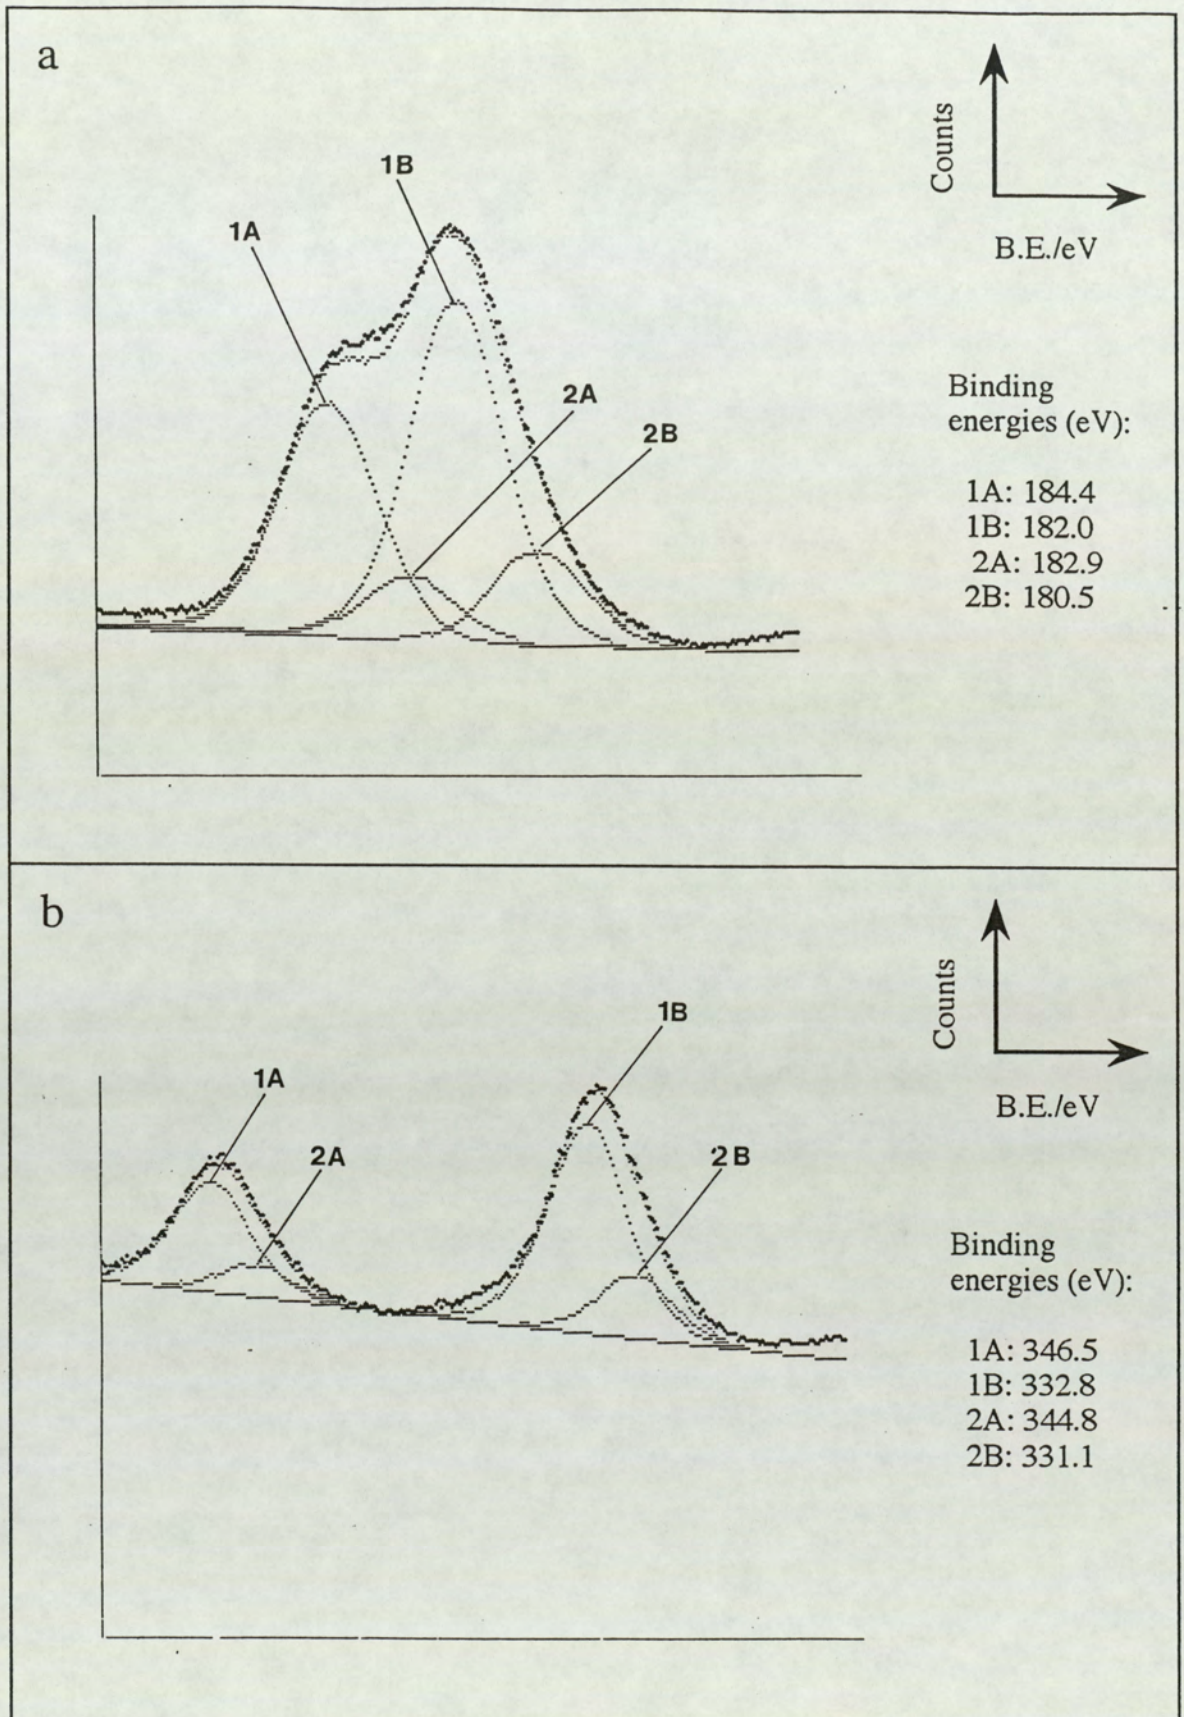 a
1B
1A
2A
2B
Counts
B.E./eV
Binding
energies (eV):
1A: 184.4
1B: 182.0
2A: 182.9
2B: 180.5
b
1B
1A
2A
2B
Counts
B.E./eV
Binding
energies (eV):
1A: 346.5
1B: 332.8
2A: 344.8
2B: 331.1